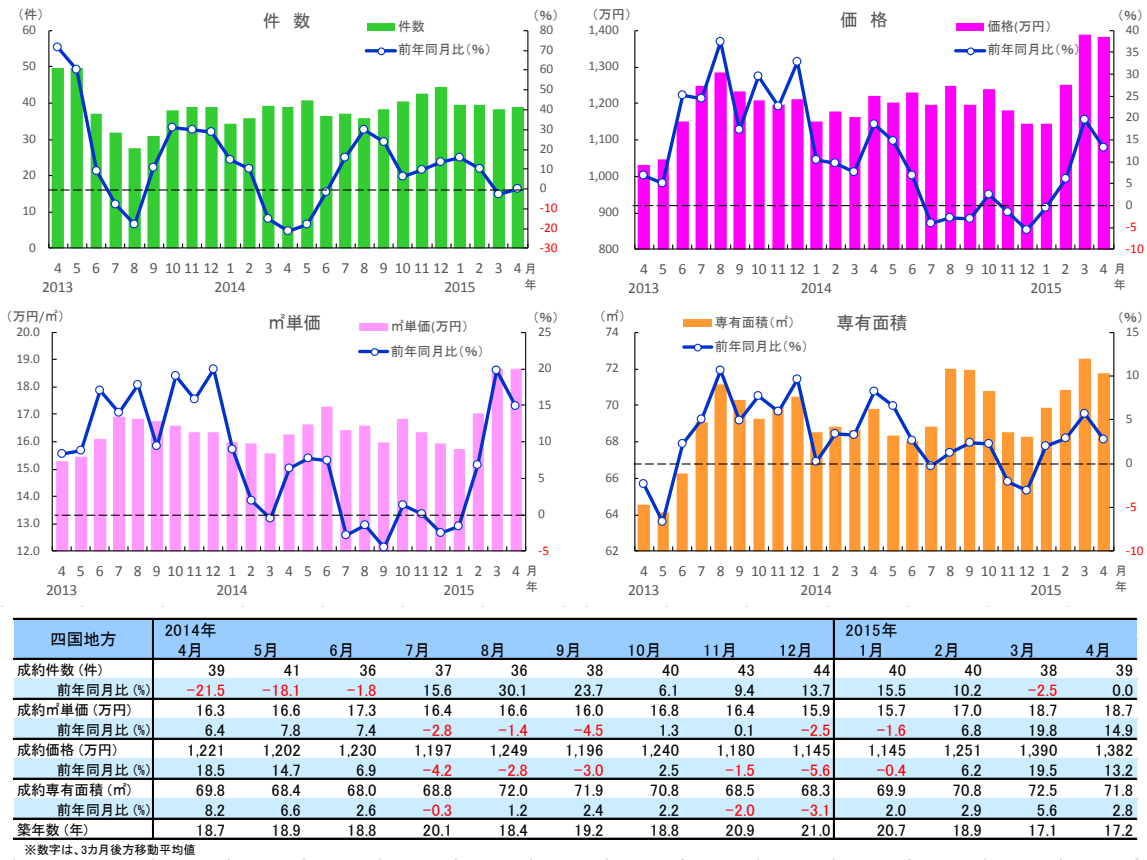 （件） 件 数 （%）
件数
前年同月比（%）
60 50 40 30 20 10 0
80 70 60 50 40 30 20 10 0 -10 -20 -30
4 5 6 7 8 9 10 11 12 1 2 3 4 5 6 7 8 9 10 11 12 1 2 3 4 月
2013 2014 2015 年
（万円） 価 格 （%）
価格(万円)
前年同月比（%）
1,400 1,300 1,200 1,100 1,000 900 800
40 35 30 25 20 15 10 5 0 -5 -10
4 5 6 7 8 9 10 11 12 1 2 3 4 5 6 7 8 9 10 11 12 1 2 3 4 月
2013 2014 2015 年
（万円/㎡） ㎡単価 （%）
㎡単価(万円)
前年同月比（%）
20.0 19.0 18.0 17.0 16.0 15.0 14.0 13.0 12.0
25 20 15 10 5 0 -5
4 5 6 7 8 9 10 11 12 1 2 3 4 5 6 7 8 9 10 11 12 1 2 3 4 月
2013 2014 2015 年
（㎡） 専有面積 （%）
専有面積（㎡）
前年同月比（%）
74 72 70 68 66 64 62
15 10 5 0 -5 -10
4 5 6 7 8 9 10 11 12 1 2 3 4 5 6 7 8 9 10 11 12 1 2 3 4 月
2013 2014 2015 年
四国地方 2014年 2015年
4月 5月 6月 7月 8月 9月 10月 11月 12月 1月 2月 3月 4月
成約件数（件） 39 41 36 37 36 38 40 43 44 40 40 38 39
前年同月比（%） −21.5 −18.1 −1.8 15.6 30.1 23.7 6.1 9.4 13.7 15.5 10.2 −2.5 0.0
成約㎡単価（万円） 16.3 16.6 17.3 16.4 16.6 16.0 16.8 16.4 15.9 15.7 17.0 18.7 18.7
前年同月比（%） 6.4 7.8 7.4 −2.8 −1.4 −4.5 1.3 0.1 −2.5 −1.6 6.8 19.8 14.9
成約価格（万円） 1,221 1,202 1,230 1,197 1,249 1,196 1,240 1,180 1,145 1,145 1,251 1,390 1,382
前年同月比（%） 18.5 14.7 6.9 −4.2 −2.8 −3.0 2.5 −1.5 −5.6 −0.4 6.2 19.5 13.2
成約専有面積（㎡） 69.8 68.4 68.0 68.8 72.0 71.9 70.8 68.5 68.3 69.9 70.8 72.5 71.8
前年同月比（%） 8.2 6.6 2.6 −0.3 1.2 2.4 2.2 −2.0 −3.1 2.0 2.9 5.6 2.8
築年数（年） 18.7 18.9 18.8 20.1 18.4 19.2 18.8 20.9 21.0 20.7 18.9 17.1 17.2
※数字は、3カ月後方移動平均値